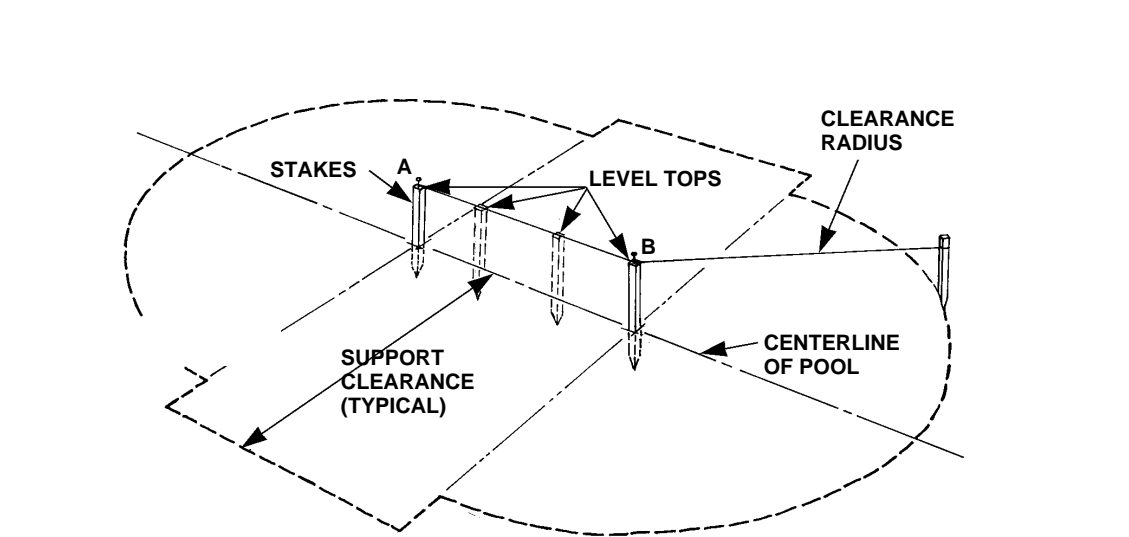 CLEARANCE
RADIUS
STAKES
A
LEVEL TOPS
B
CENTERLINE
OF POOL
SUPPORT
CLEARANCE
(TYPICAL)